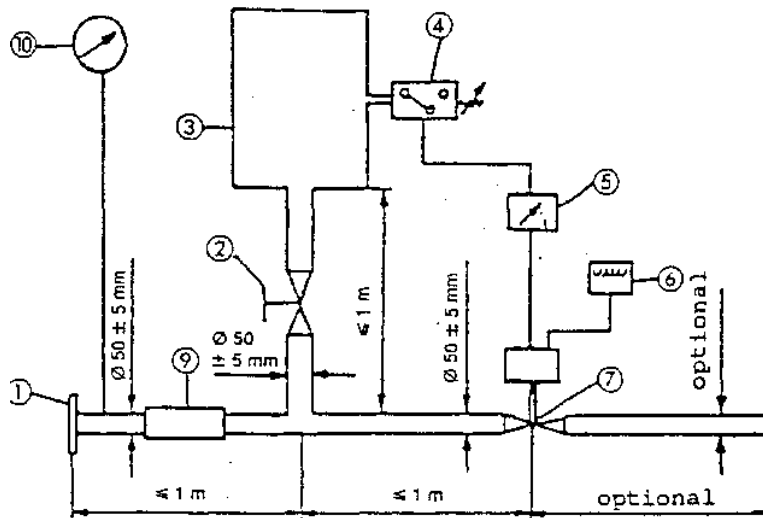 ⑩
④
③
⑤
②
⑥
≤ 1 m
Ø 50 ± 5 mm
Ø 50
± 5 mm
Ø 50 ± 5 mm
optional
①
⑨
⑦
≤ 1 m
≤ 1 m
optional